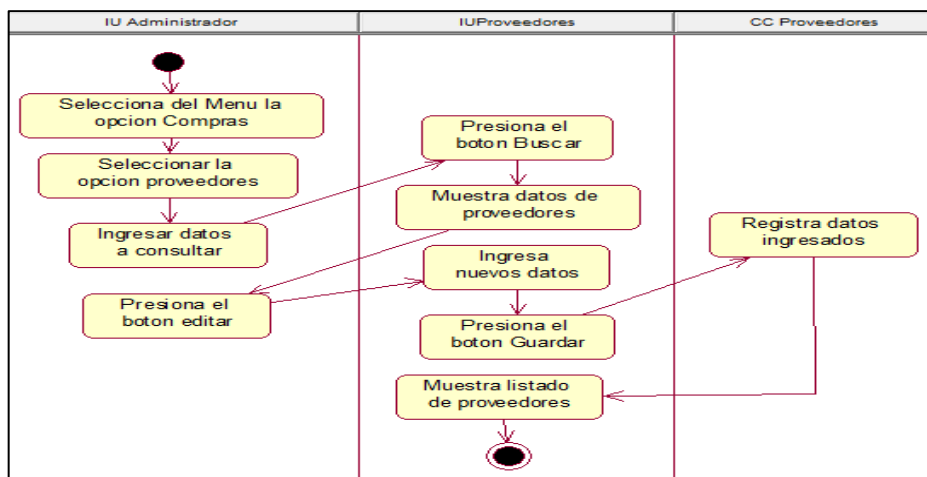 IU Administrador
IUProveedores
CC Proveedores
Selecciona del Menu la
opcion Compras
Seleccionar la
opcion proveedores
Ingresar datos
a consultar
Presiona el
boton Buscar
Muestra datos de
proveedores
Presiona el
boton editar
Ingresa
nuevos datos
Presiona el
boton Guardar
Registra datos
ingresados
Muestra listado
de proveedores